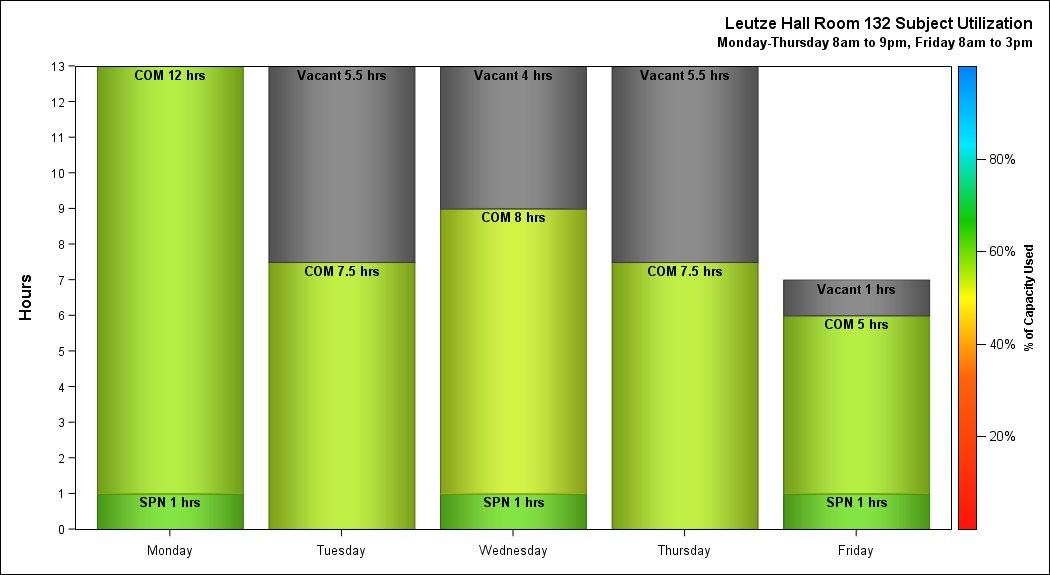 Leutze Hall Room 132 Subject Utilization
Monday-Thursday 8am to 9pm, Friday 8am to 3pm
13
12
11
10
9
8
7
6
5
4
3
2
1
0
Hours
COM 12 hrs
SPN 1 hrs
Vacant 5.5 hrs
COM 7.5 hrs
Vacant 4 hrs
COM 8 hrs
SPN 1 hrs
Vacant 5.5 hrs
COM 7.5 hrs
Vacant 1 hrs
COM 5 hrs
SPN 1 hrs
Monday
Tuesday
Wednesday
Thursday
Friday
80%
60%
40%
20%
% of Capacity Used